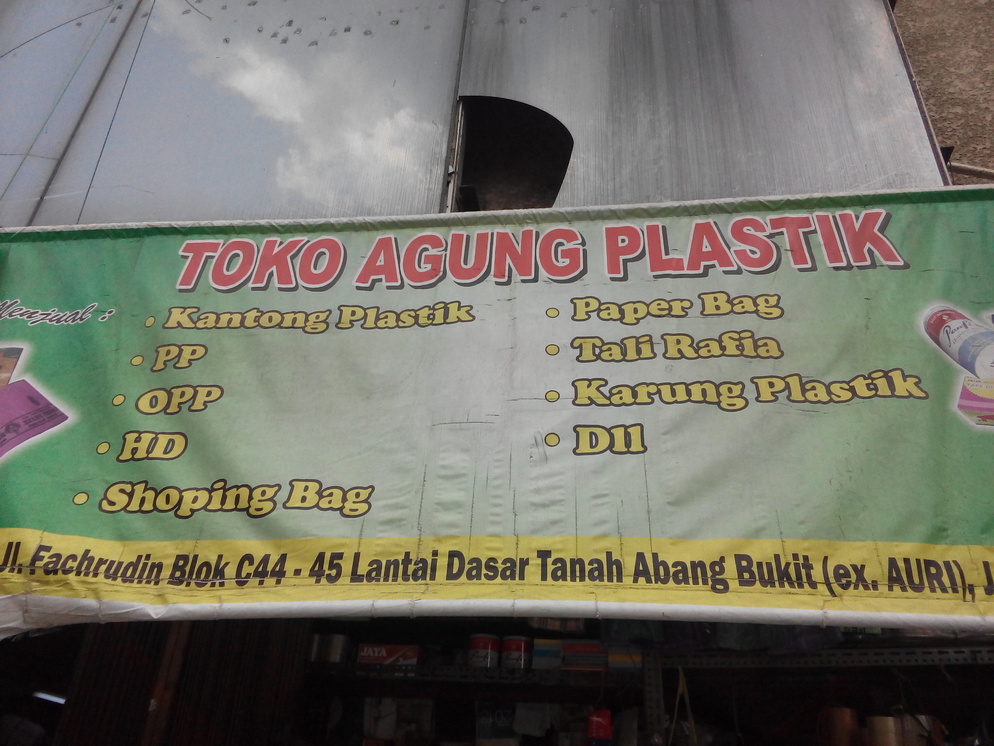 TOKO AGUNG PLASTIK
Menjual :
• Kantong Plastik
• PP
• OPP
• HD
• Shoping Bag
• Paper Bag
• Tali Rafia
• Karung Plastik
• Dll
Jl. Fachrudin Blok C44 - 45 Lantai Dasar Tanah Abang Bukit (ex. AURI), J
JAYA